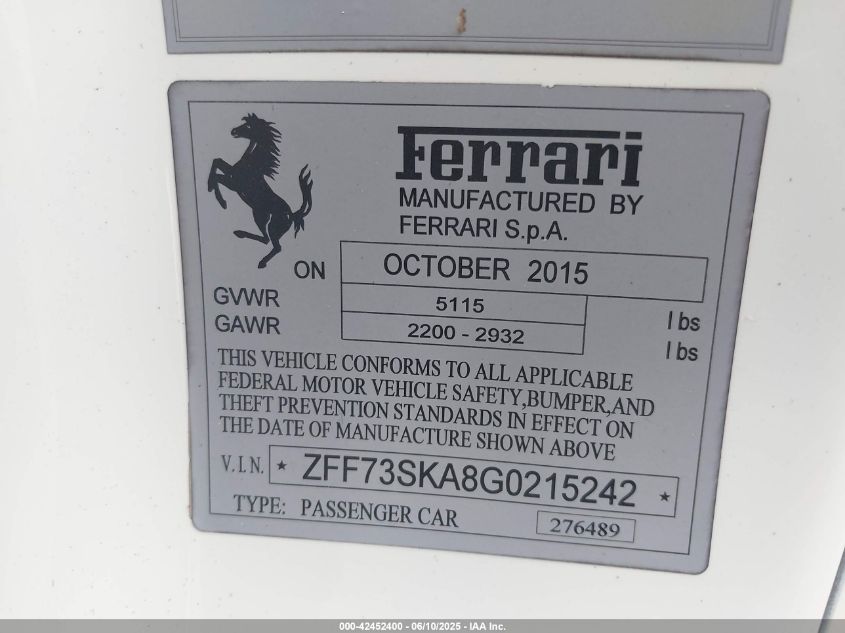 Ferrari
MANUFACTURED BY
FERRARI S.p.A.
ON OCTOBER 2015
GVWR 5115 lbs
GAWR 2200 - 2932 lbs
THIS VEHICLE CONFORMS TO ALL APPLICABLE
FEDERAL MOTOR VEHICLE SAFETY,BUMPER,AND
THEFT PREVENTION STANDARDS IN EFFECT ON
THE DATE OF MANUFACTURE SHOWN ABOVE
V.I.N. * ZFF73SKA8G0215242 *
TYPE: PASSENGER CAR 276489
000-42452400 - 06/10/2025 - IAA Inc.